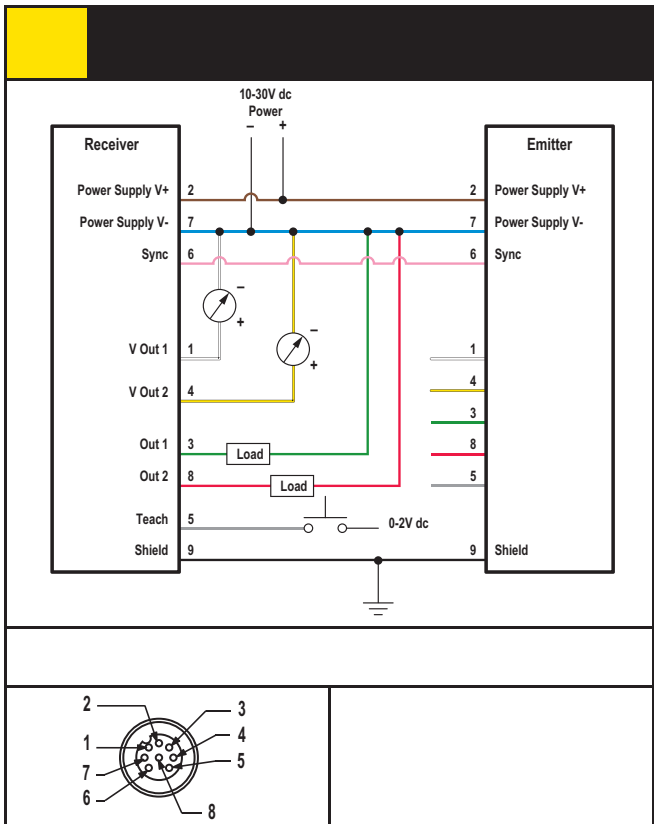 10-30V dc
Power
– +
Receiver
Emitter
Power Supply V+ 2
2 Power Supply V+
Power Supply V- 7
7 Power Supply V-
Sync 6
6 Sync
–
+
–
+
V Out 1 1
1
V Out 2 4
4
3
Out 1 3
Load
8
Out 2 8
Load
5
Teach 5
0-2V dc
Shield 9
9 Shield
2
3
1
4
7
5
6
8